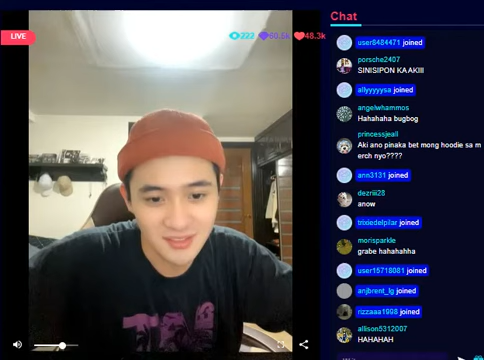 Chat
LIVE
222
60.5k
48.3k
user8484471 joined
porsche2407
SINISIPON KAAKIII
allyyyyysa joined
angelwhammos
Hahahaha bugbog
princessjeall
Aki ano pinaka bet mong hoodie sa m
erch nyo????
ann3131 joined
dezriii28
anow
trixiedelpilar joined
morisparkle
grabe hahahahha
user15718081 joined
anjbrent_lg joined
rizzaaa1998 joined
allison5312007
HAHAHAH